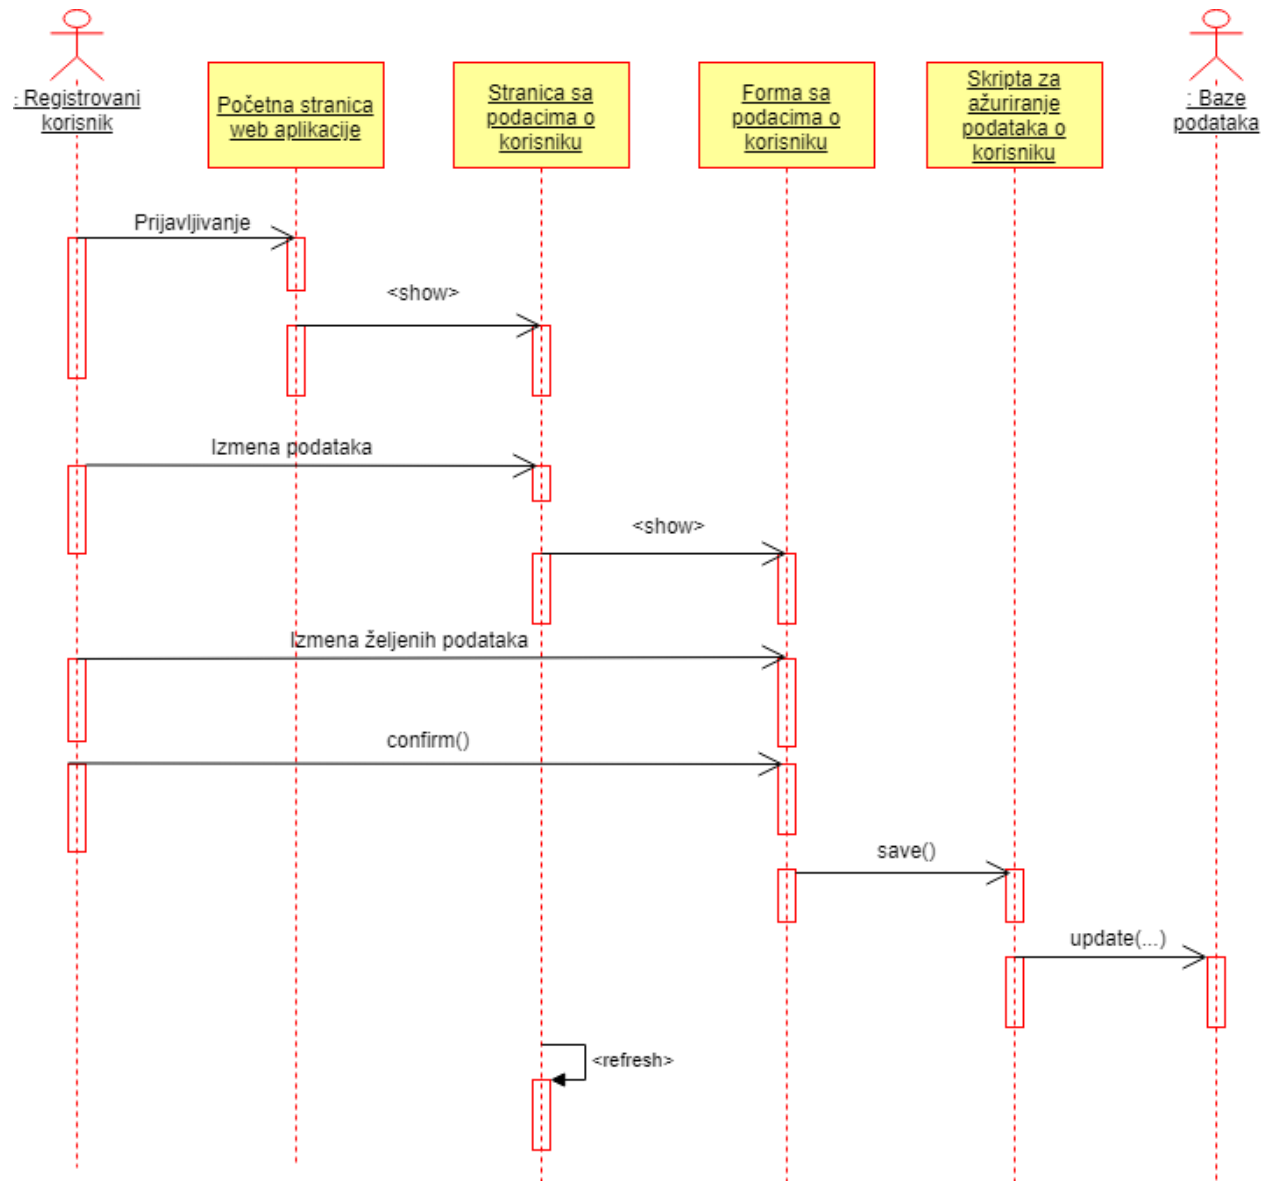 : Registrovani
korisnik
Početna stranica
web aplikacije
Stranica sa
podacima o
korisniku
Forma sa
podacima o
korisniku
Skripta za
ažuriranje
podataka o
korisniku
: Baze
podataka
Prijavljivanje
<show>
Izmena podataka
<show>
Izmena željenih podataka
confirm()
save()
update(...)
<refresh>